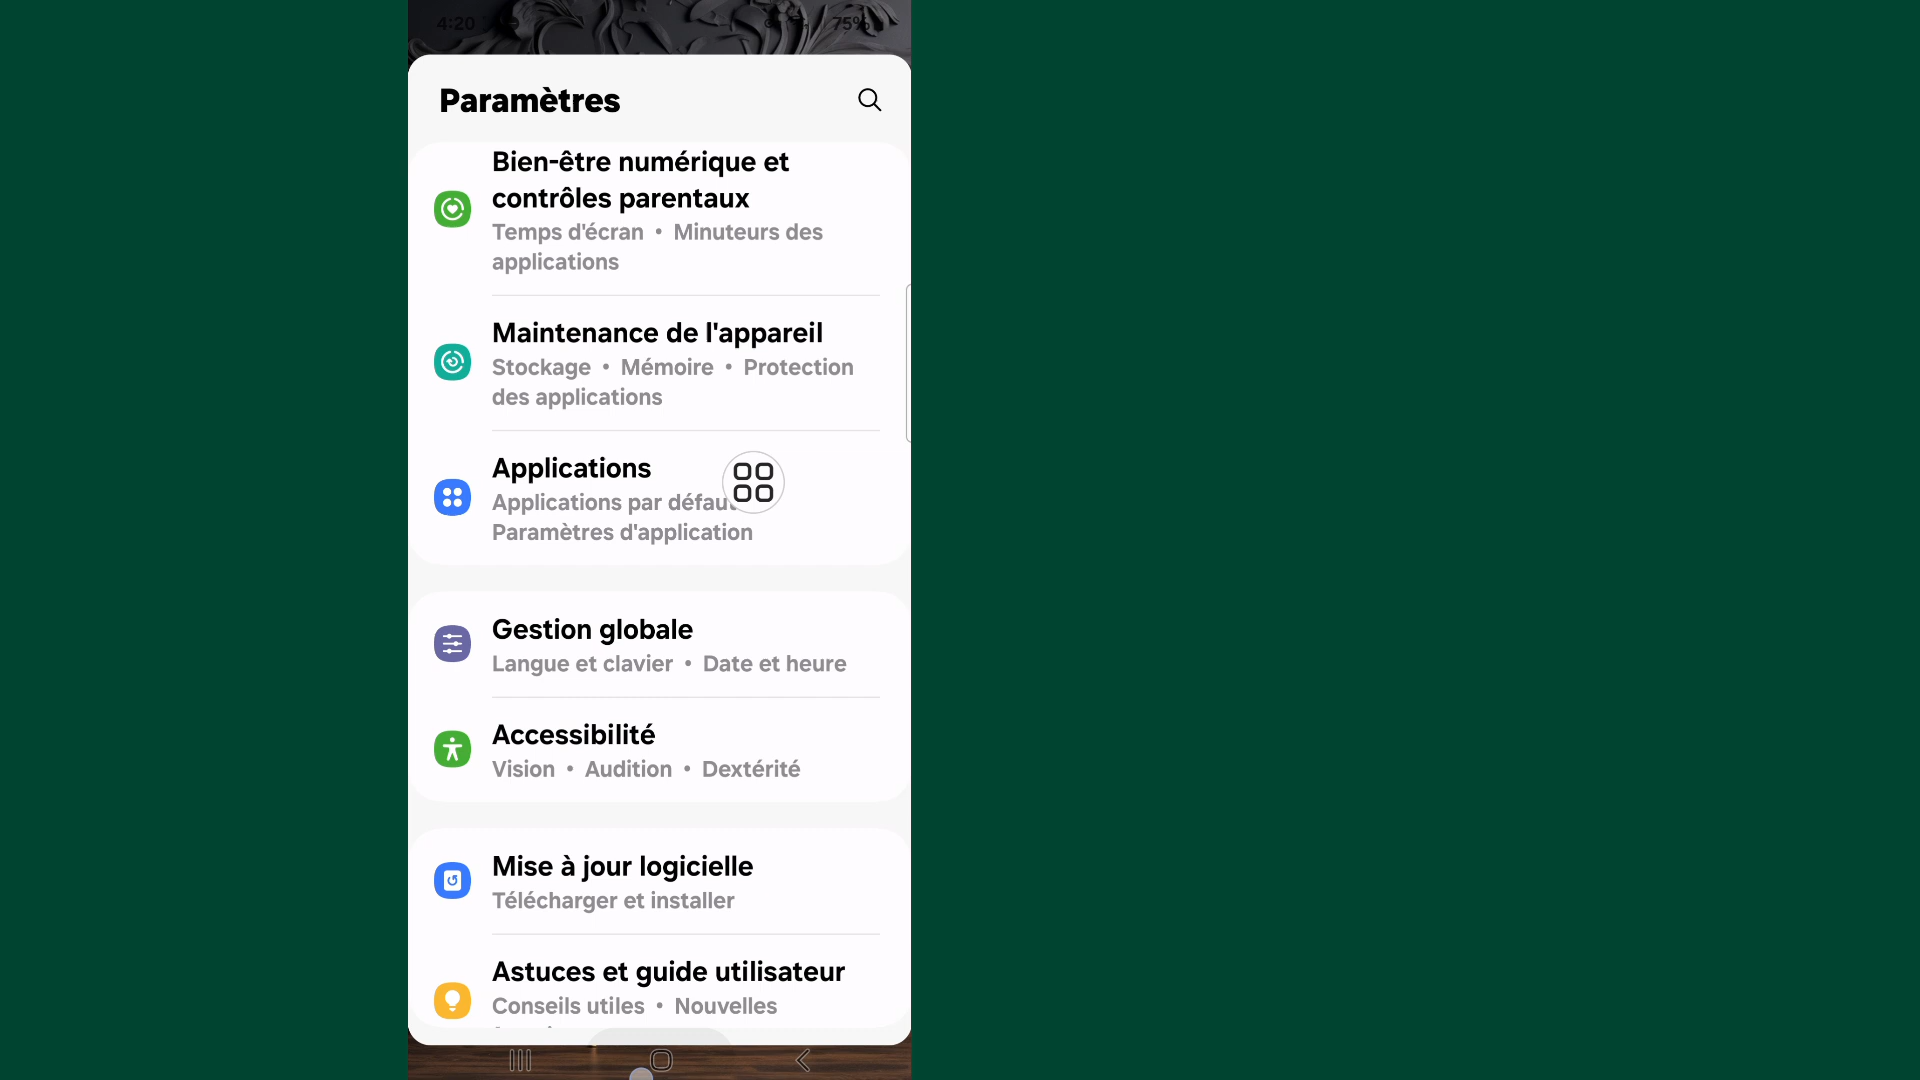 4:20
75%
Paramètres
Bien-être numérique et
contrôles parentaux
Temps d'écran • Minuteurs des
applications
Maintenance de l'appareil
Stockage • Mémoire • Protection
des applications
Applications
Applications par défaut
Paramètres d'application
Gestion globale
Langue et clavier • Date et heure
Accessibilité
Vision • Audition • Dextérité
Mise à jour logicielle
Télécharger et installer
Astuces et guide utilisateur
Conseils utiles • Nouvelles